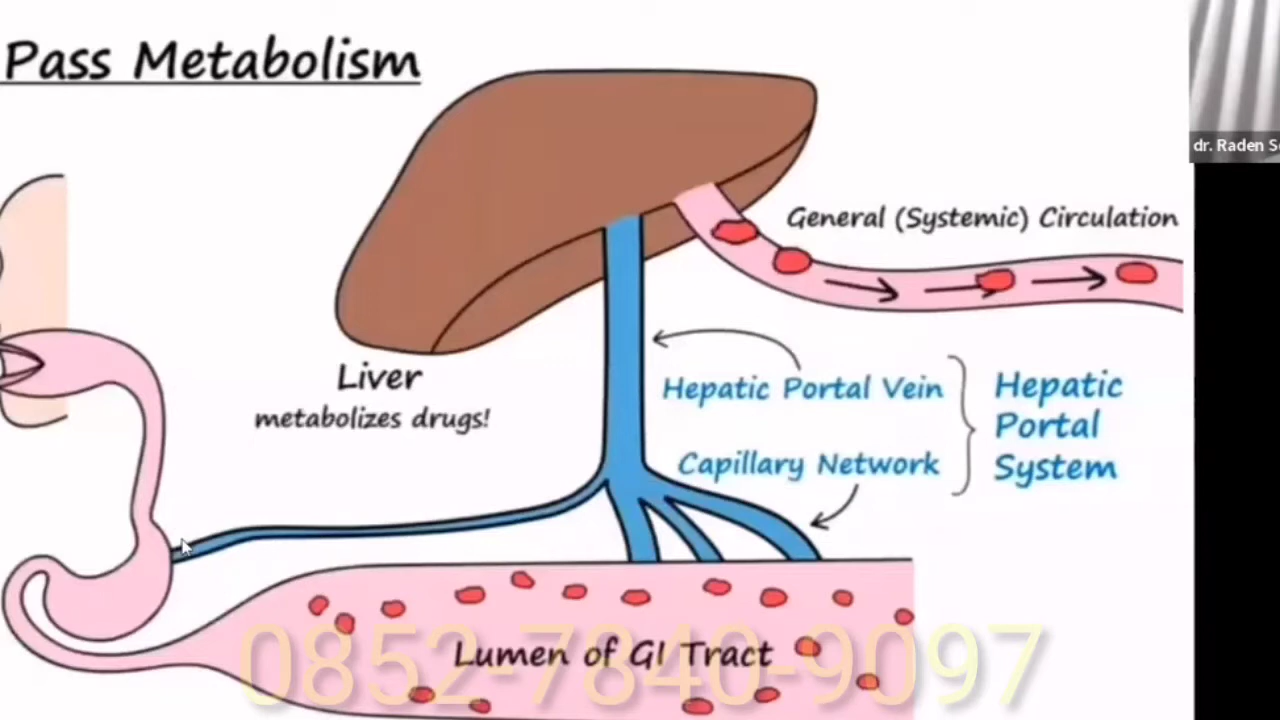 Pass Metabolism
dr. Raden S
General (Systemic) Circulation
Liver
metabolizes drugs!
Hepatic Portal Vein
Capillary Network
Hepatic
Portal
System
Lumen of GI Tract
0852-7840-9097